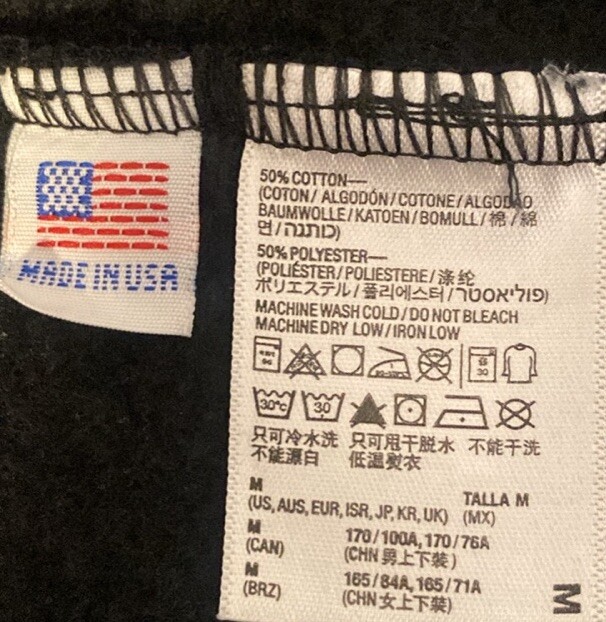 MADE IN USA
50% COTTON—
(COTON/ ALGODÓN/COTONE/ALGODÃO
BAUMWOLLE/KATOEN/BOMULL/棉/綿
면/כותנה)
50% POLYESTER—
(POLIÉSTER/POLIESTERE/涤纶
ポリエステル/폴리에스터/פוליאסטר)
MACHINE WASH COLD/DO NOT BLEACH
MACHINE DRY LOW/IRON LOW
30
30°C 30
只可冷水洗 只可甩干脱水 不能干洗
不能漂白 低温熨衣
M TALLA M
(US, AUS, EUR, ISR, JP, KR, UK) (MX)
M 170/100A, 170/76A
(CAN) (CHN 男上下裝)
M 165/84A, 165/71A
(BRZ) (CHN 女上下裝)
M